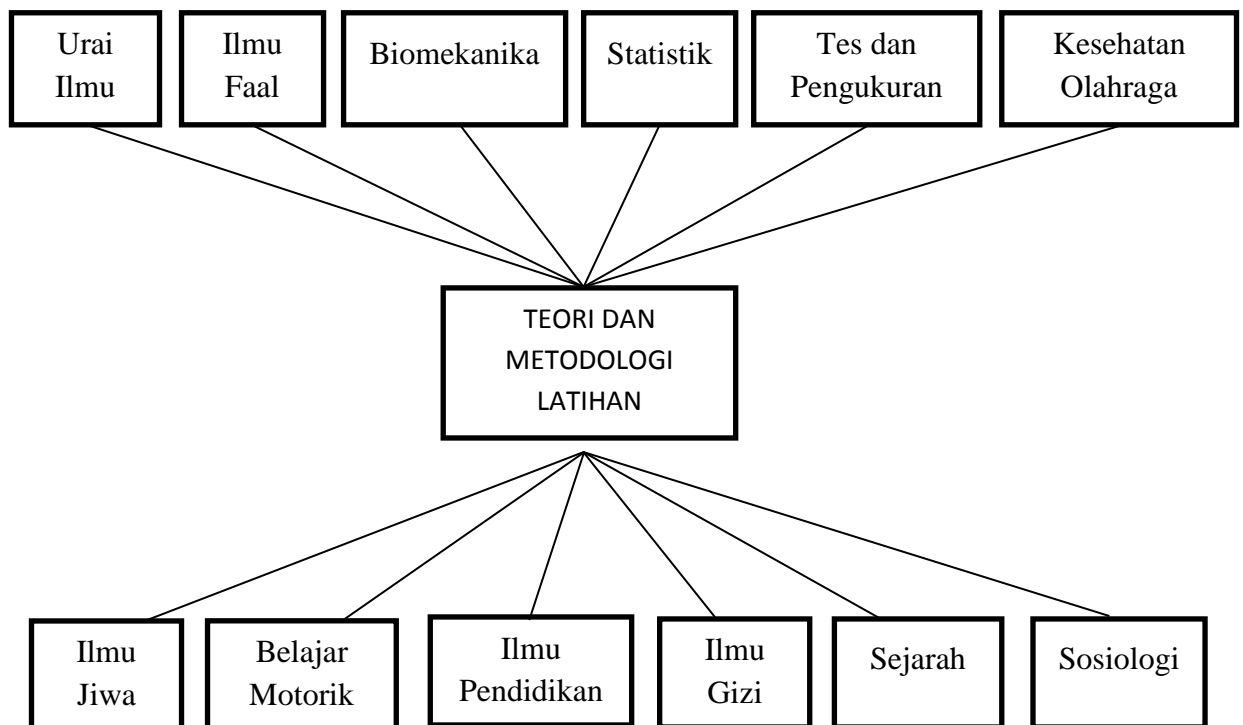 Urai
Ilmu
Ilmu
Faal
Biomekanika
Statistik
Tes dan
Pengukuran
Kesehatan
Olahraga
TEORI DAN
METODOLOGI
LATIHAN
Ilmu
Jiwa
Belajar
Motorik
Ilmu
Pendidikan
Ilmu
Gizi
Sejarah
Sosiologi